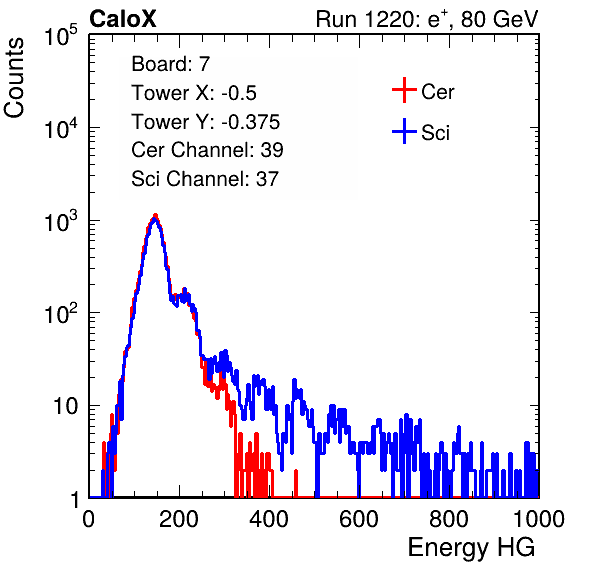 CaloX
Run 1220: e+, 80 GeV
Counts
10^5
10^4
10^3
10^2
10
1
Board: 7
Tower X: -0.5
Tower Y: -0.375
Cer Channel: 39
Sci Channel: 37
Cer
Sci
0 200 400 600 800 1000
Energy HG